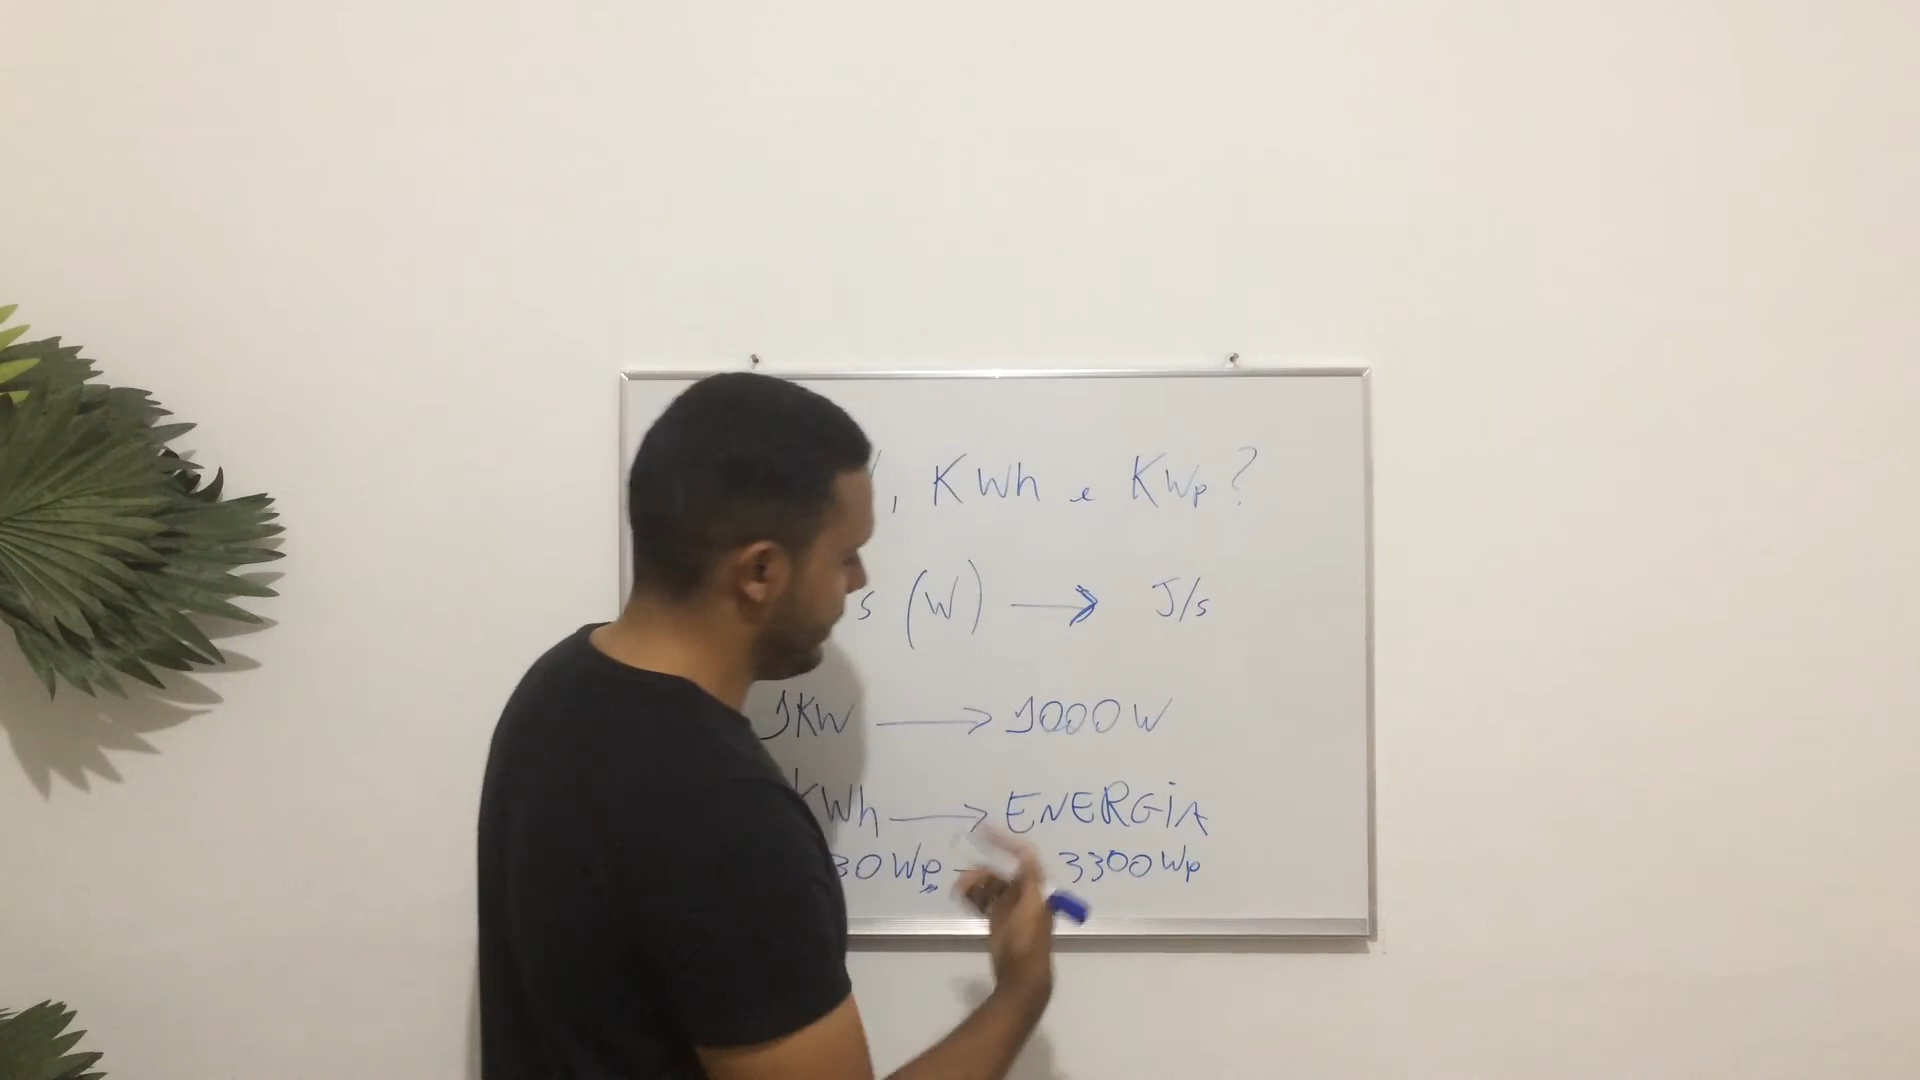 , KWh e KWp?
s (W) → J/s
1KW → 1000W
KWh → ENERGiA
30Wp 3300Wp